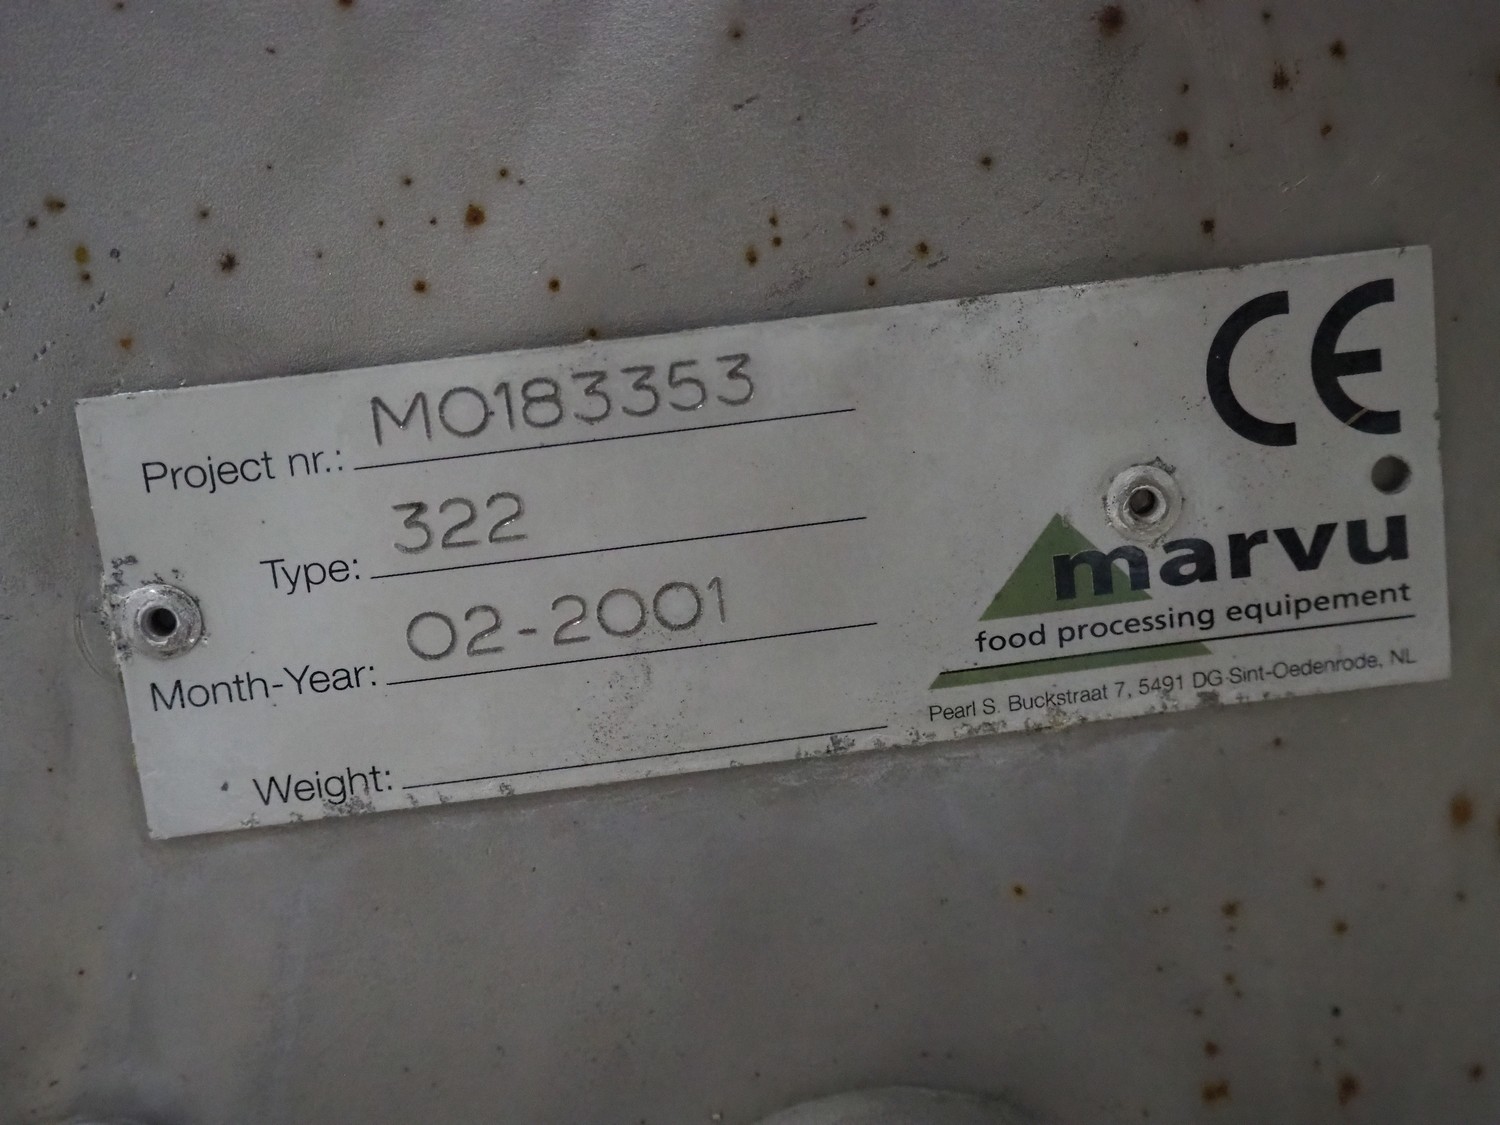 Project nr.: MO183353
Type: 322
Month-Year: 02-2001
Weight:
CE
marvu
food processing equipement
Pearl S. Buckstraat 7, 5491 DG Sint-Oedenrode, NL